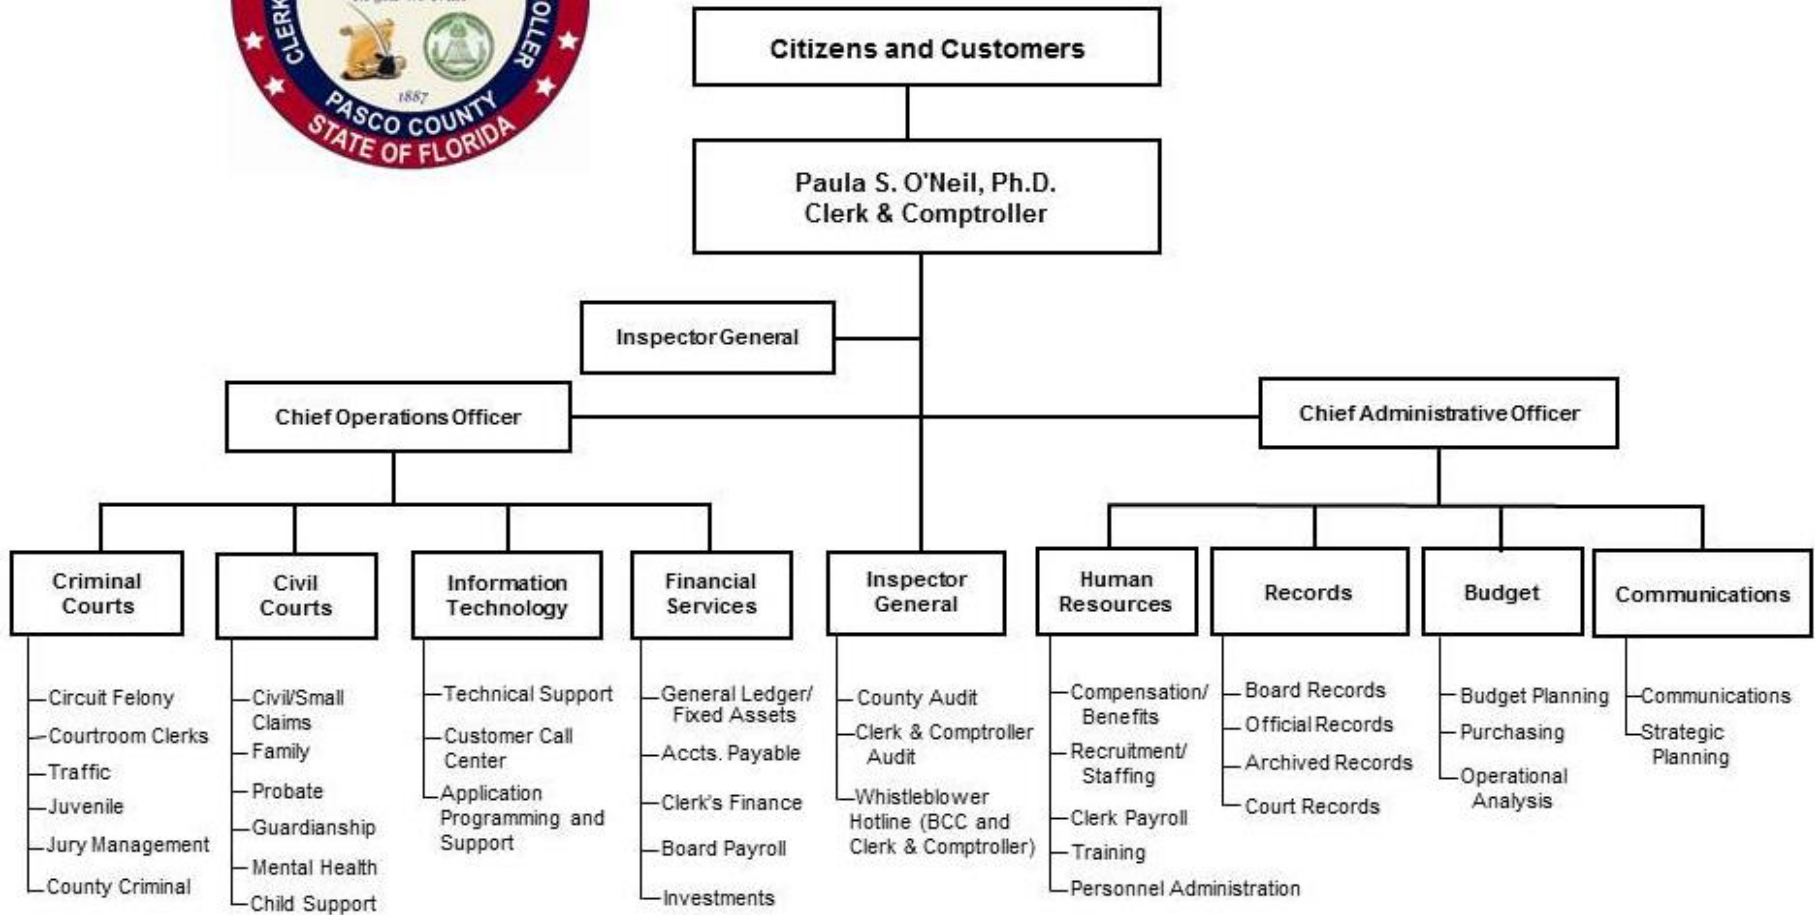 CLERK
OLLER
1887
PASCO COUNTY
STATE OF FLORIDA
Citizens and Customers
Paula S. O'Neil, Ph.D.
Clerk & Comptroller
Inspector General
Chief Operations Officer
Chief Administrative Officer
Criminal
Courts
Civil
Courts
Information
Technology
Financial
Services
Inspector
General
Human
Resources
Records
Budget
Communications
Circuit Felony
Courtroom Clerks
Traffic
Juvenile
Jury Management
County Criminal
Civil/Small
Claims
Family
Probate
Guardianship
Mental Health
Child Support
Technical Support
Customer Call
Center
Application
Programming and
Support
General Ledger/
Fixed Assets
Accts. Payable
Clerk's Finance
Board Payroll
Investments
County Audit
Clerk & Comptroller
Audit
Whistleblower
Hotline (BCC and
Clerk & Comptroller)
Compensation/
Benefits
Recruitment/
Staffing
Clerk Payroll
Training
Personnel Administration
Board Records
Official Records
Archived Records
Court Records
Budget Planning
Purchasing
Operational
Analysis
Communications
Strategic
Planning